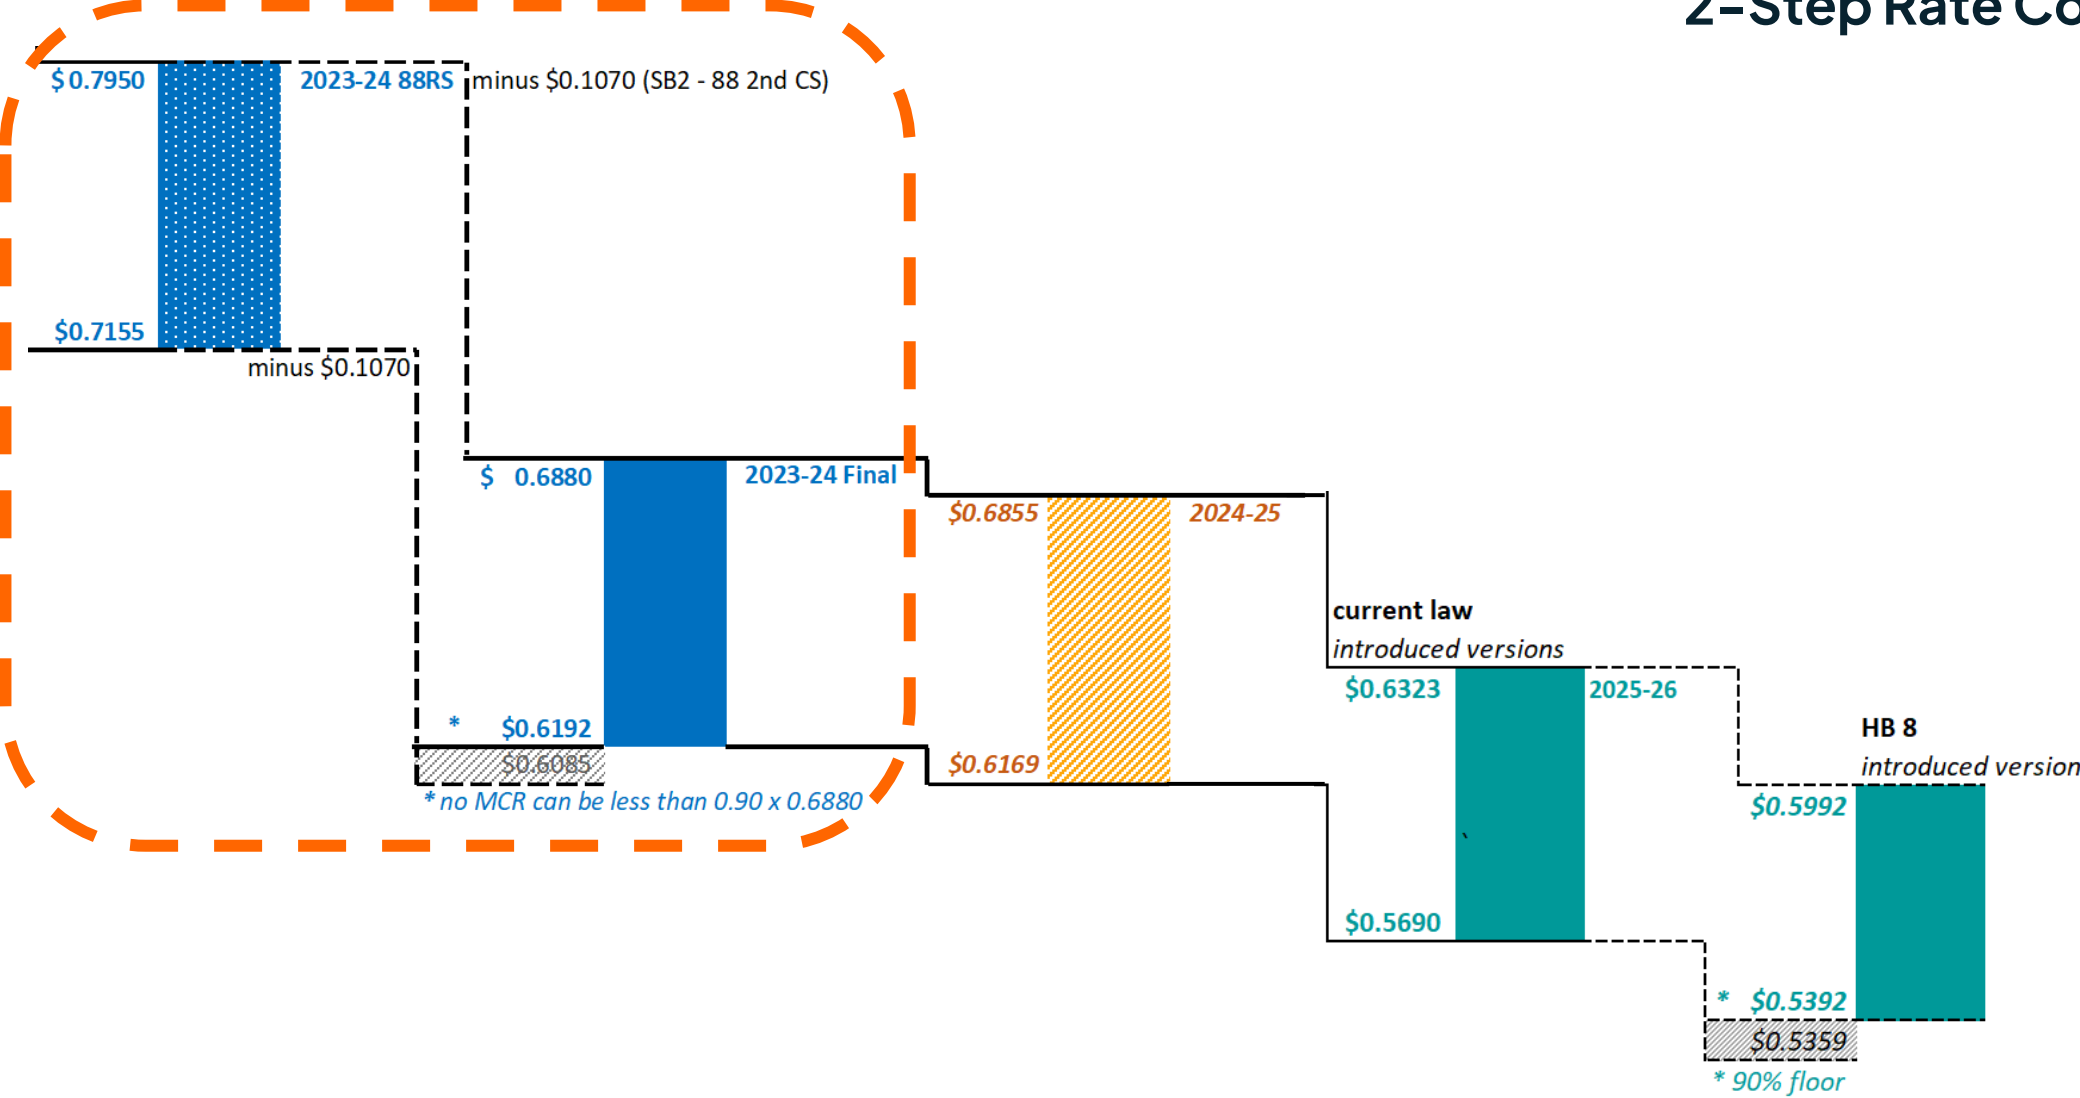 2-Step Rate Co
$ 0.7950
2023-24 88RS
minus $0.1070 (SB2 - 88 2nd CS)
$0.7155
minus $0.1070
$ 0.6880
2023-24 Final
* $0.6192
$0.6085
* no MCR can be less than 0.90 x 0.6880
$0.6855
2024-25
$0.6169
current law
introduced versions
$0.6323
2025-26
`
$0.5690
HB 8
introduced version
$0.5992
* $0.5392
$0.5359
* 90% floor